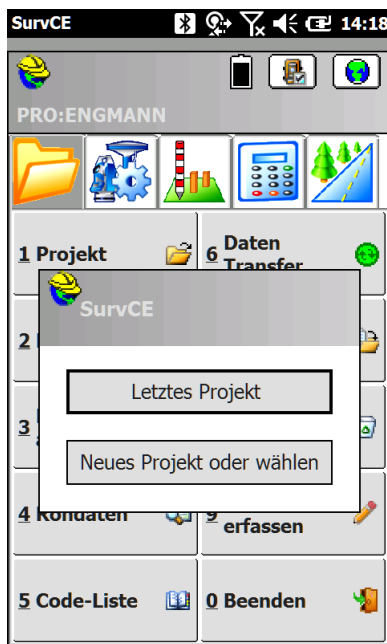 SurvCE 14:18
PRO:ENGMANN
1 Projekt
6 Daten
Transfer
SurvCE
2
Letztes Projekt
3
Neues Projekt oder wählen
4 Rohdaten
9
erfassen
5 Code-Liste
0 Beenden